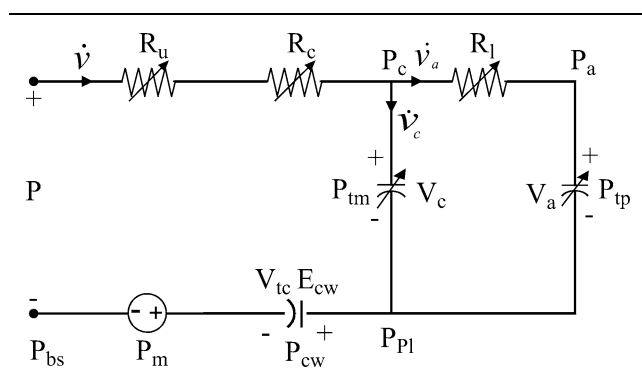 v̇ R_u R_c P_c v̇_a R_l P_a
+
v̇_c
+ +
P P_tm V_c V_a P_tp
- -
V_tc E_cw
- - + - +
P_bs P_m P_cw P_Pl